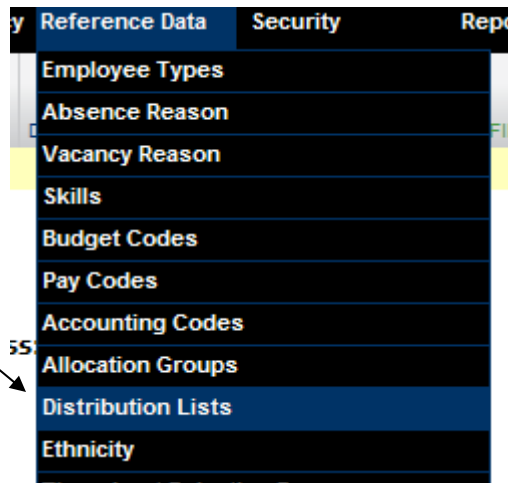 y Reference Data Security Repo
Employee Types
Absence Reason
Vacancy Reason
Skills
Budget Codes
Pay Codes
Accounting Codes
Allocation Groups
Distribution Lists
Ethnicity